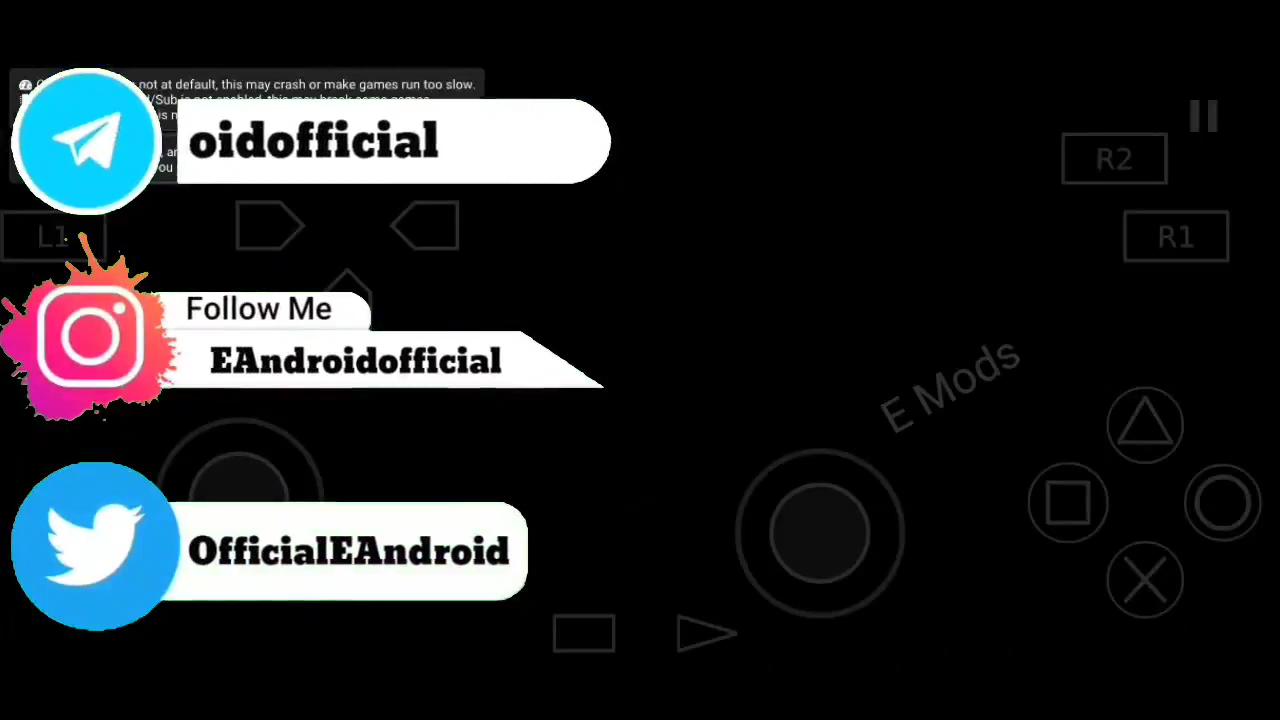 not at default, this may crash or make games run too slow.
oidofficial
R2
L1
R1
Follow Me
EAndroidofficial
E Mods
OfficialEAndroid